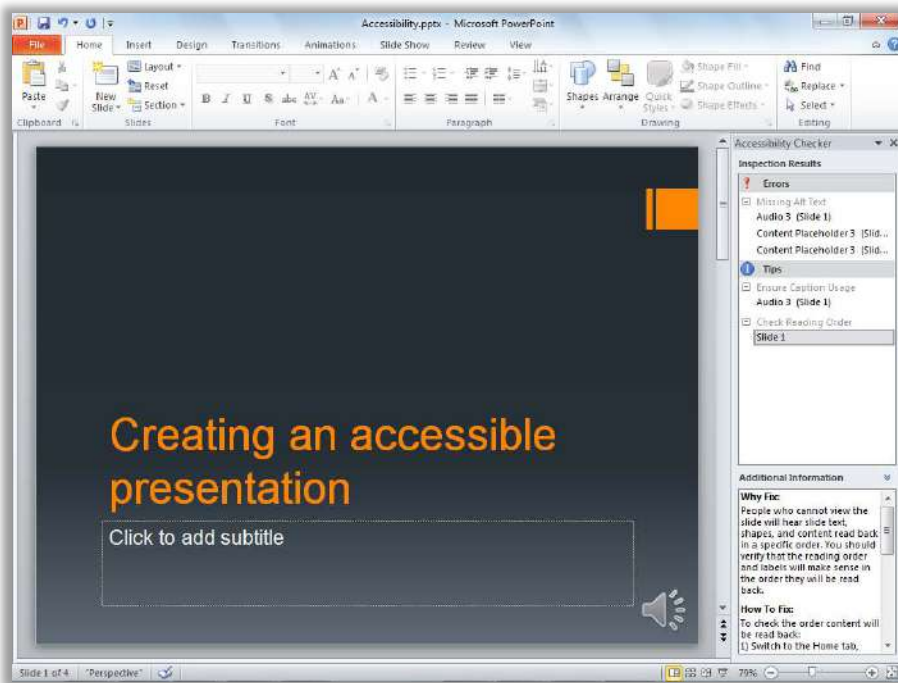 Accessibility.pptx - Microsoft PowerPoint
File Home Insert Design Transitions Animations Slide Show Review View
Paste
Clipboard
New Slide
Layout
Reset
Section
Slides
B I U S abc AV Aa A
Font
Paragraph
Shapes Arrange Quick Styles
Shape Fill
Shape Outline
Shape Effects
Drawing
Find
Replace
Select
Editing
Creating an accessible
presentation
Click to add subtitle
Accessibility Checker
Inspection Results
Errors
Missing Alt Text
Audio 3 (Slide 1)
Content Placeholder 3 (Slid...
Content Placeholder 3 (Slid...
Tips
Ensure Caption Usage
Audio 3 (Slide 1)
Check Reading Order
Slide 1
Additional Information
Why Fix:
People who cannot view the
slide will hear slide text,
shapes, and content read back
in a specific order. You should
verify that the reading order
and labels will make sense in
the order they will be read
back.
How To Fix:
To check the order content will
be read back:
1) Switch to the Home tab,
Slide 1 of 4 "Perspective" 79%